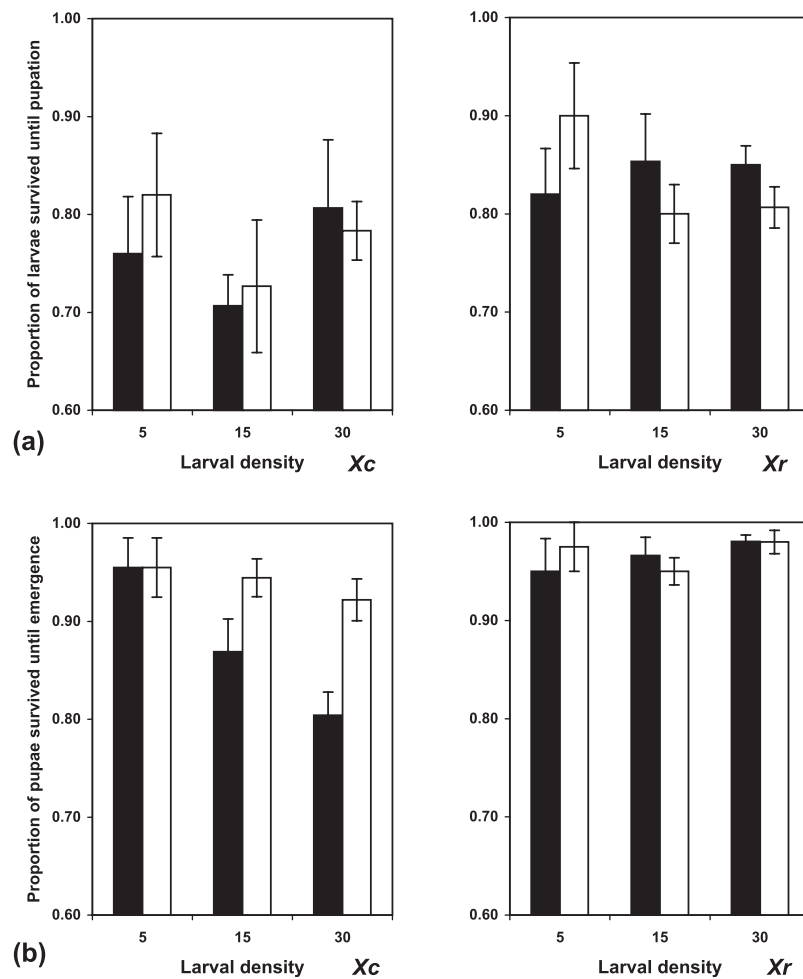 Proportion of larvae survived until pupation
1.00
0.90
0.80
0.70
0.60
5 15 30
Larval density Xc
(a)
1.00
0.90
0.80
0.70
0.60
5 15 30
Larval density Xr
Proportion of pupae survived until emergence
1.00
0.90
0.80
0.70
0.60
5 15 30
Larval density Xc
(b)
1.00
0.90
0.80
0.70
0.60
5 15 30
Larval density Xr